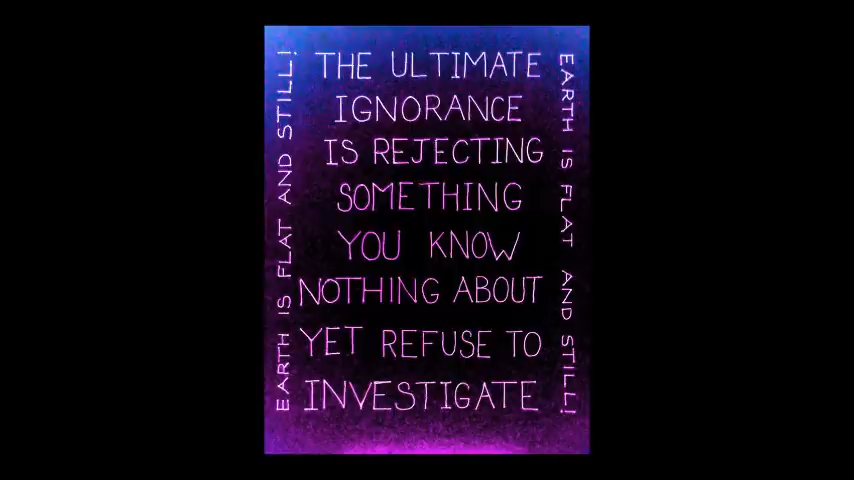 EARTH IS FLAT AND STILL!
THE ULTIMATE
IGNORANCE
IS REJECTING
SOMETHING
YOU KNOW
NOTHING ABOUT
YET REFUSE TO
INVESTIGATE
EARTH IS FLAT AND STILL!